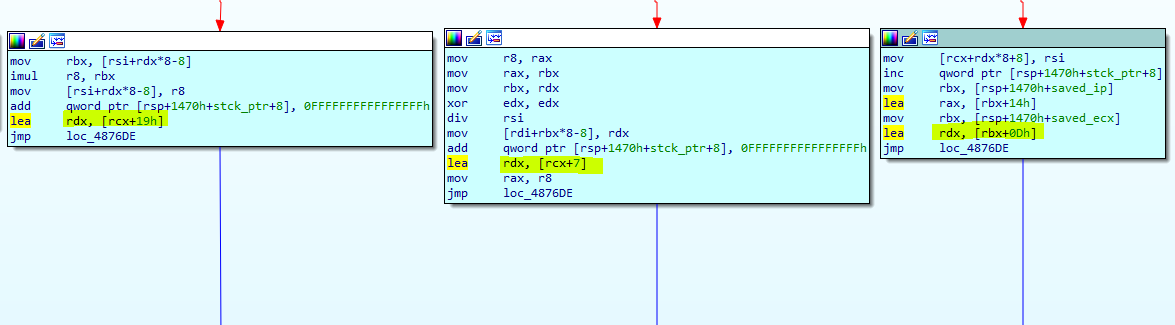 mov rbx, [rsi+rdx*8-8]
imul r8, rbx
mov [rsi+rdx*8-8], r8
add qword ptr [rsp+1470h+stck_ptr+8], 0FFFFFFFFFFFFFFFFh
lea rdx, [rcx+19h]
jmp loc_4876DE
mov r8, rax
mov rax, rbx
mov rbx, rdx
xor edx, edx
div rsi
mov [rdi+rbx*8-8], rdx
add qword ptr [rsp+1470h+stck_ptr+8], 0FFFFFFFFFFFFFFFFh
lea rdx, [rcx+7]
mov rax, r8
jmp loc_4876DE
mov [rcx+rdx*8+8], rsi
inc qword ptr [rsp+1470h+stck_ptr+8]
mov rbx, [rsp+1470h+saved_ip]
lea rax, [rbx+14h]
mov rbx, [rsp+1470h+saved_ecx]
lea rdx, [rbx+0Dh]
jmp loc_4876DE